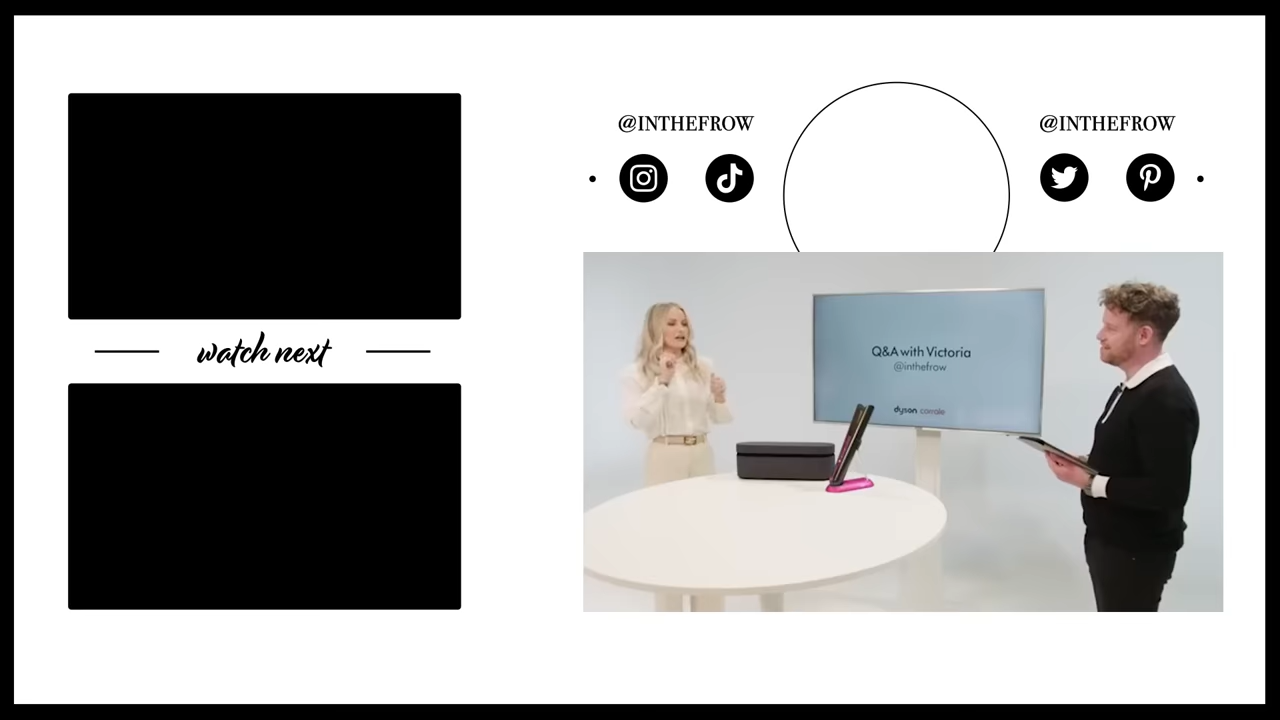 @INTHEFROW
@INTHEFROW
watch next
Q&A with Victoria
@inthefrow
dyson corrale